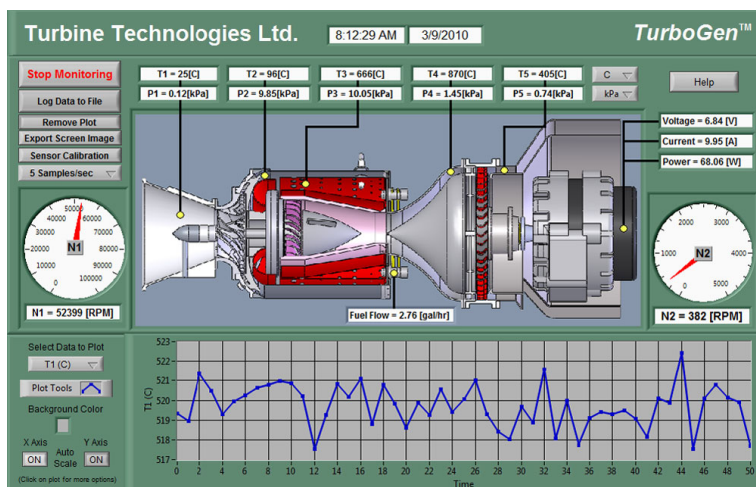 Turbine Technologies Ltd.
8:12:29 AM
3/9/2010
TurboGen™
Stop Monitoring
Log Data to File
Remove Plot
Export Screen Image
Sensor Calibration
5 Samples/sec
T1 = 25[C]
T2 = 96[C]
T3 = 666[C]
T4 = 870[C]
T5 = 405[C]
C
P1 = 0.12[kPa]
P2 = 9.85[kPa]
P3 = 10.05[kPa]
P4 = 1.45[kPa]
P5 = 0.74[kPa]
kPa
Help
Voltage = 6.84 [V]
Current = 9.95 [A]
Power = 68.06 [W]
0
10000
20000
30000
40000
50000
60000
70000
80000
90000
100000
N1
N1 = 52399 [RPM]
Fuel Flow = 2.76 [gal/hr]
0
1000
2000
3000
4000
5000
N2
N2 = 382 [RPM]
Select Data to Plot
T1 (C)
Plot Tools
Background Color
X Axis
Auto Scale
Y Axis
ON
ON
(Click on plot for more options)
T1 (C)
523
522
521
520
519
518
517
0 2 4 6 8 10 12 14 16 18 20 22 24 26 28 30 32 34 36 38 40 42 44 46 48 50
Time